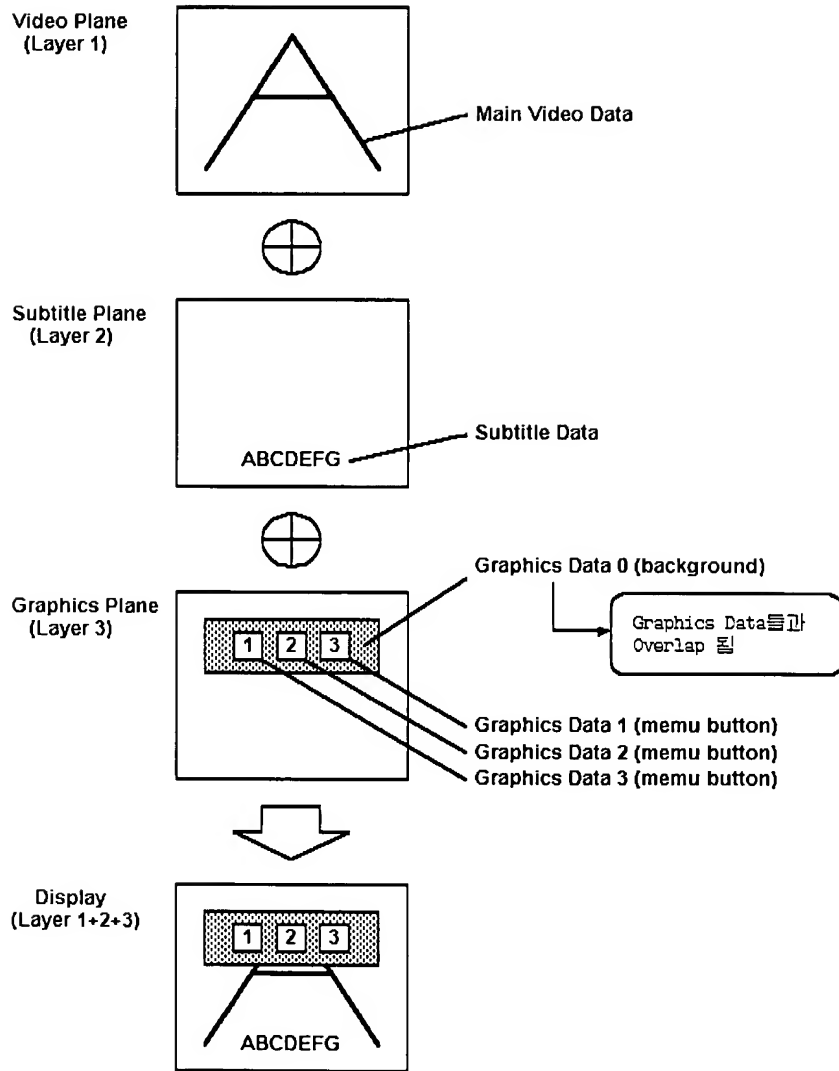 Video Plane
(Layer 1)
Main Video Data
Subtitle Plane
(Layer 2)
Subtitle Data
ABCDEFG
Graphics Data 0 (background)
Graphics Plane
(Layer 3)
Graphics Data들과
Overlap 됨
1 2 3
Graphics Data 1 (memu button)
Graphics Data 2 (memu button)
Graphics Data 3 (memu button)
Display
(Layer 1+2+3)
1 2 3
ABCDEFG